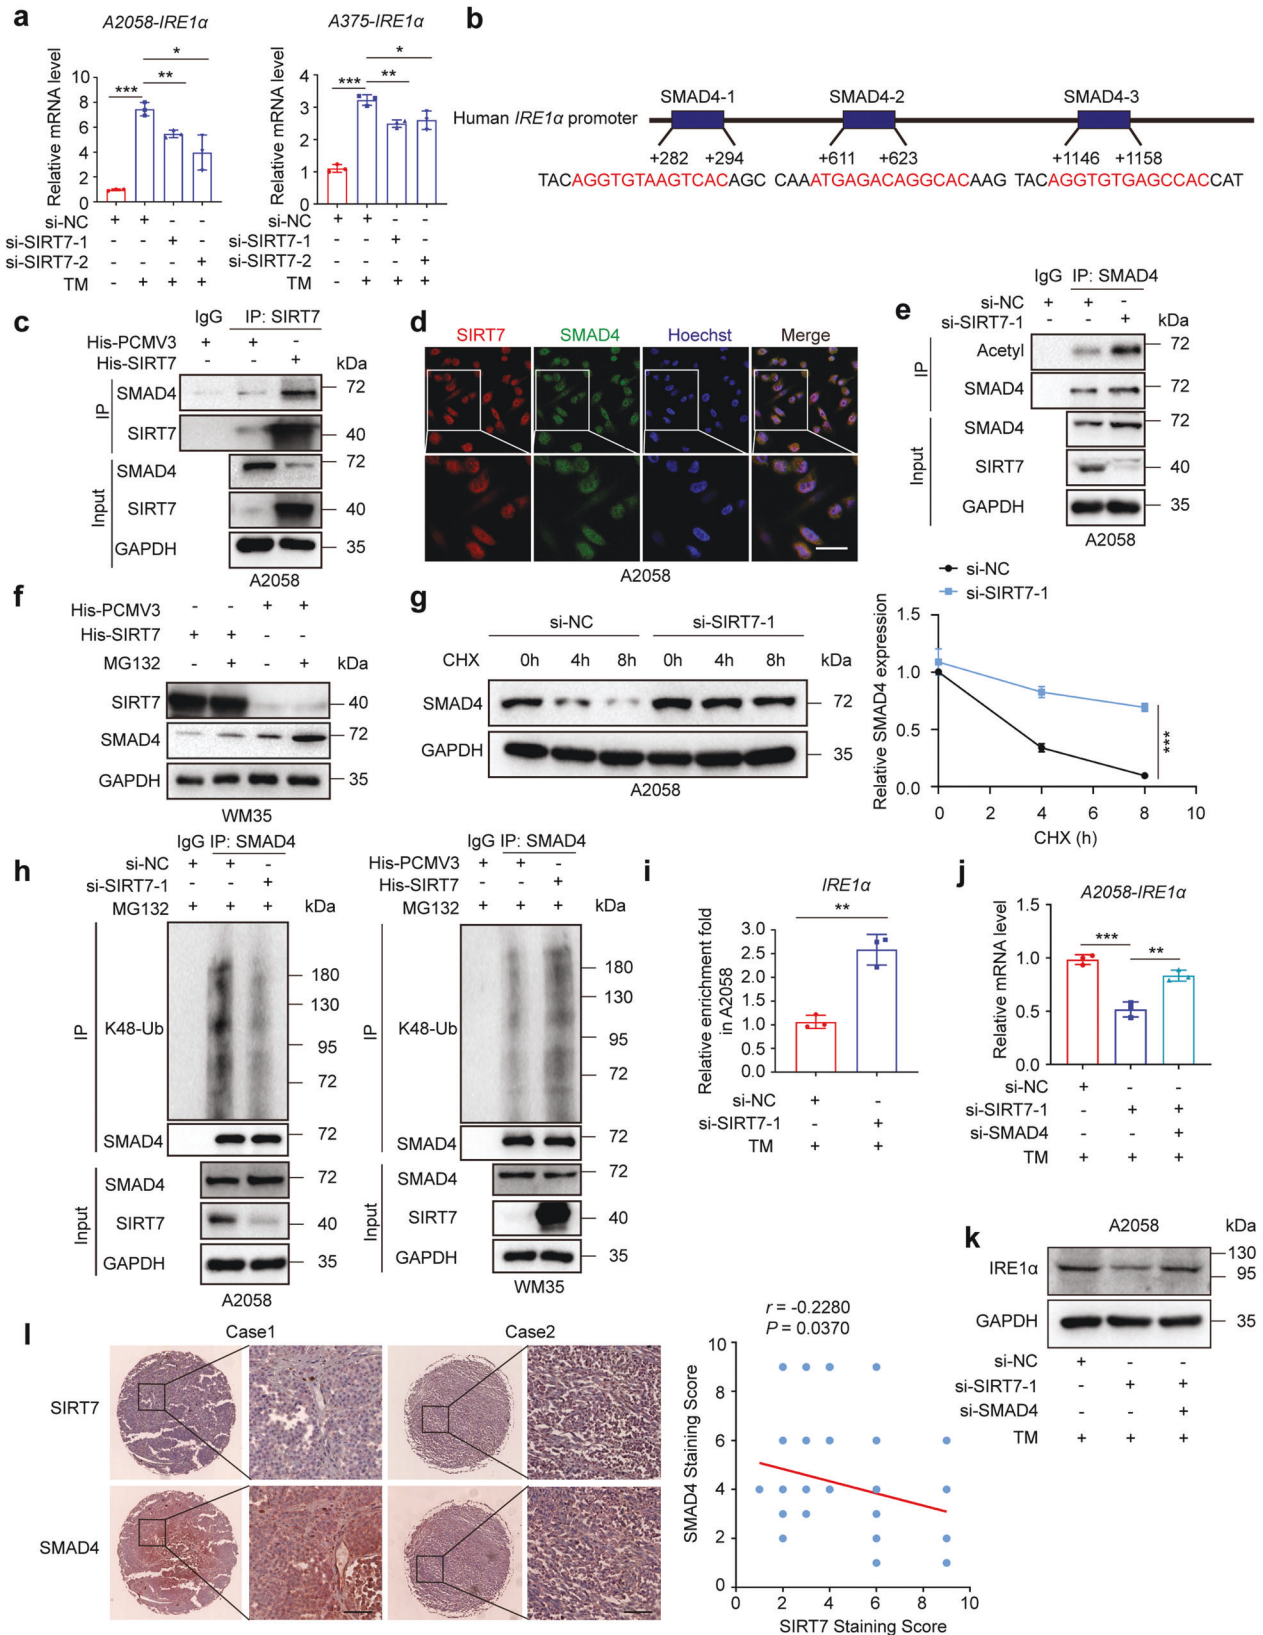 a
A2058-IRE1α
Relative mRNA level
10
8
6
4
2
0
***
**
*
si-NC + + - -
si-SIRT7-1 - - + -
si-SIRT7-2 - - - +
TM - + + +
A375-IRE1α
Relative mRNA level
4
3
2
1
0
***
**
*
si-NC + + - -
si-SIRT7-1 - - + -
si-SIRT7-2 - - - +
TM - + + +
b
SMAD4-1 SMAD4-2 SMAD4-3
Human IRE1α promoter
+282 +294 +611 +623 +1146 +1158
TACAGGTGTAAGTCACAGC CAAATGAGACAGGCACAAG TACAGGTGTGAGCCACCAT
c
IgG IP: SIRT7
His-PCMV3 + + -
His-SIRT7 - - + kDa
IP
SMAD4 72
SIRT7 40
Input
SMAD4 72
SIRT7 40
GAPDH 35
A2058
d
SIRT7 SMAD4 Hoechst Merge
A2058
e
IgG IP: SMAD4
si-NC + + -
si-SIRT7-1 - - + kDa
IP
Acetyl 72
SMAD4 72
Input
SMAD4 72
SIRT7 40
GAPDH 35
A2058
f
His-PCMV3 - - + +
His-SIRT7 + + - -
MG132 - + - + kDa
SIRT7 40
SMAD4 72
GAPDH 35
WM35
g
si-NC si-SIRT7-1
CHX 0h 4h 8h 0h 4h 8h kDa
SMAD4 72
GAPDH 35
A2058
si-NC
si-SIRT7-1
Relative SMAD4 expression
1.5
1.0
0.5
0.0
***
0 2 4 6 8 10
CHX (h)
h
IgG IP: SMAD4
si-NC + + -
si-SIRT7-1 - - +
MG132 + + + kDa
IP
K48-Ub
180
130
95
72
SMAD4 72
Input
SMAD4 72
SIRT7 40
GAPDH 35
A2058
IgG IP: SMAD4
His-PCMV3 + + -
His-SIRT7 - - +
MG132 + + + kDa
IP
K48-Ub
180
130
95
72
SMAD4 72
Input
SMAD4 72
SIRT7 40
GAPDH 35
WM35
i
IRE1α
Relative enrichment fold
in A2058
**
3.0
2.5
2.0
1.5
1.0
0.5
0.0
si-NC + -
si-SIRT7-1 - +
TM + +
j
A2058-IRE1α
Relative mRNA level
1.5
1.0
0.5
0.0
***
**
si-NC + - -
si-SIRT7-1 - + +
si-SMAD4 - - +
TM + + +
k
A2058 kDa
IRE1α 130
95
GAPDH 35
si-NC + - -
si-SIRT7-1 - + +
si-SMAD4 - - +
TM + + +
l
Case1 Case2
SIRT7
SMAD4
r = -0.2280
P = 0.0370
SMAD4 Staining Score
10
8
6
4
2
0
0 2 4 6 8 10
SIRT7 Staining Score